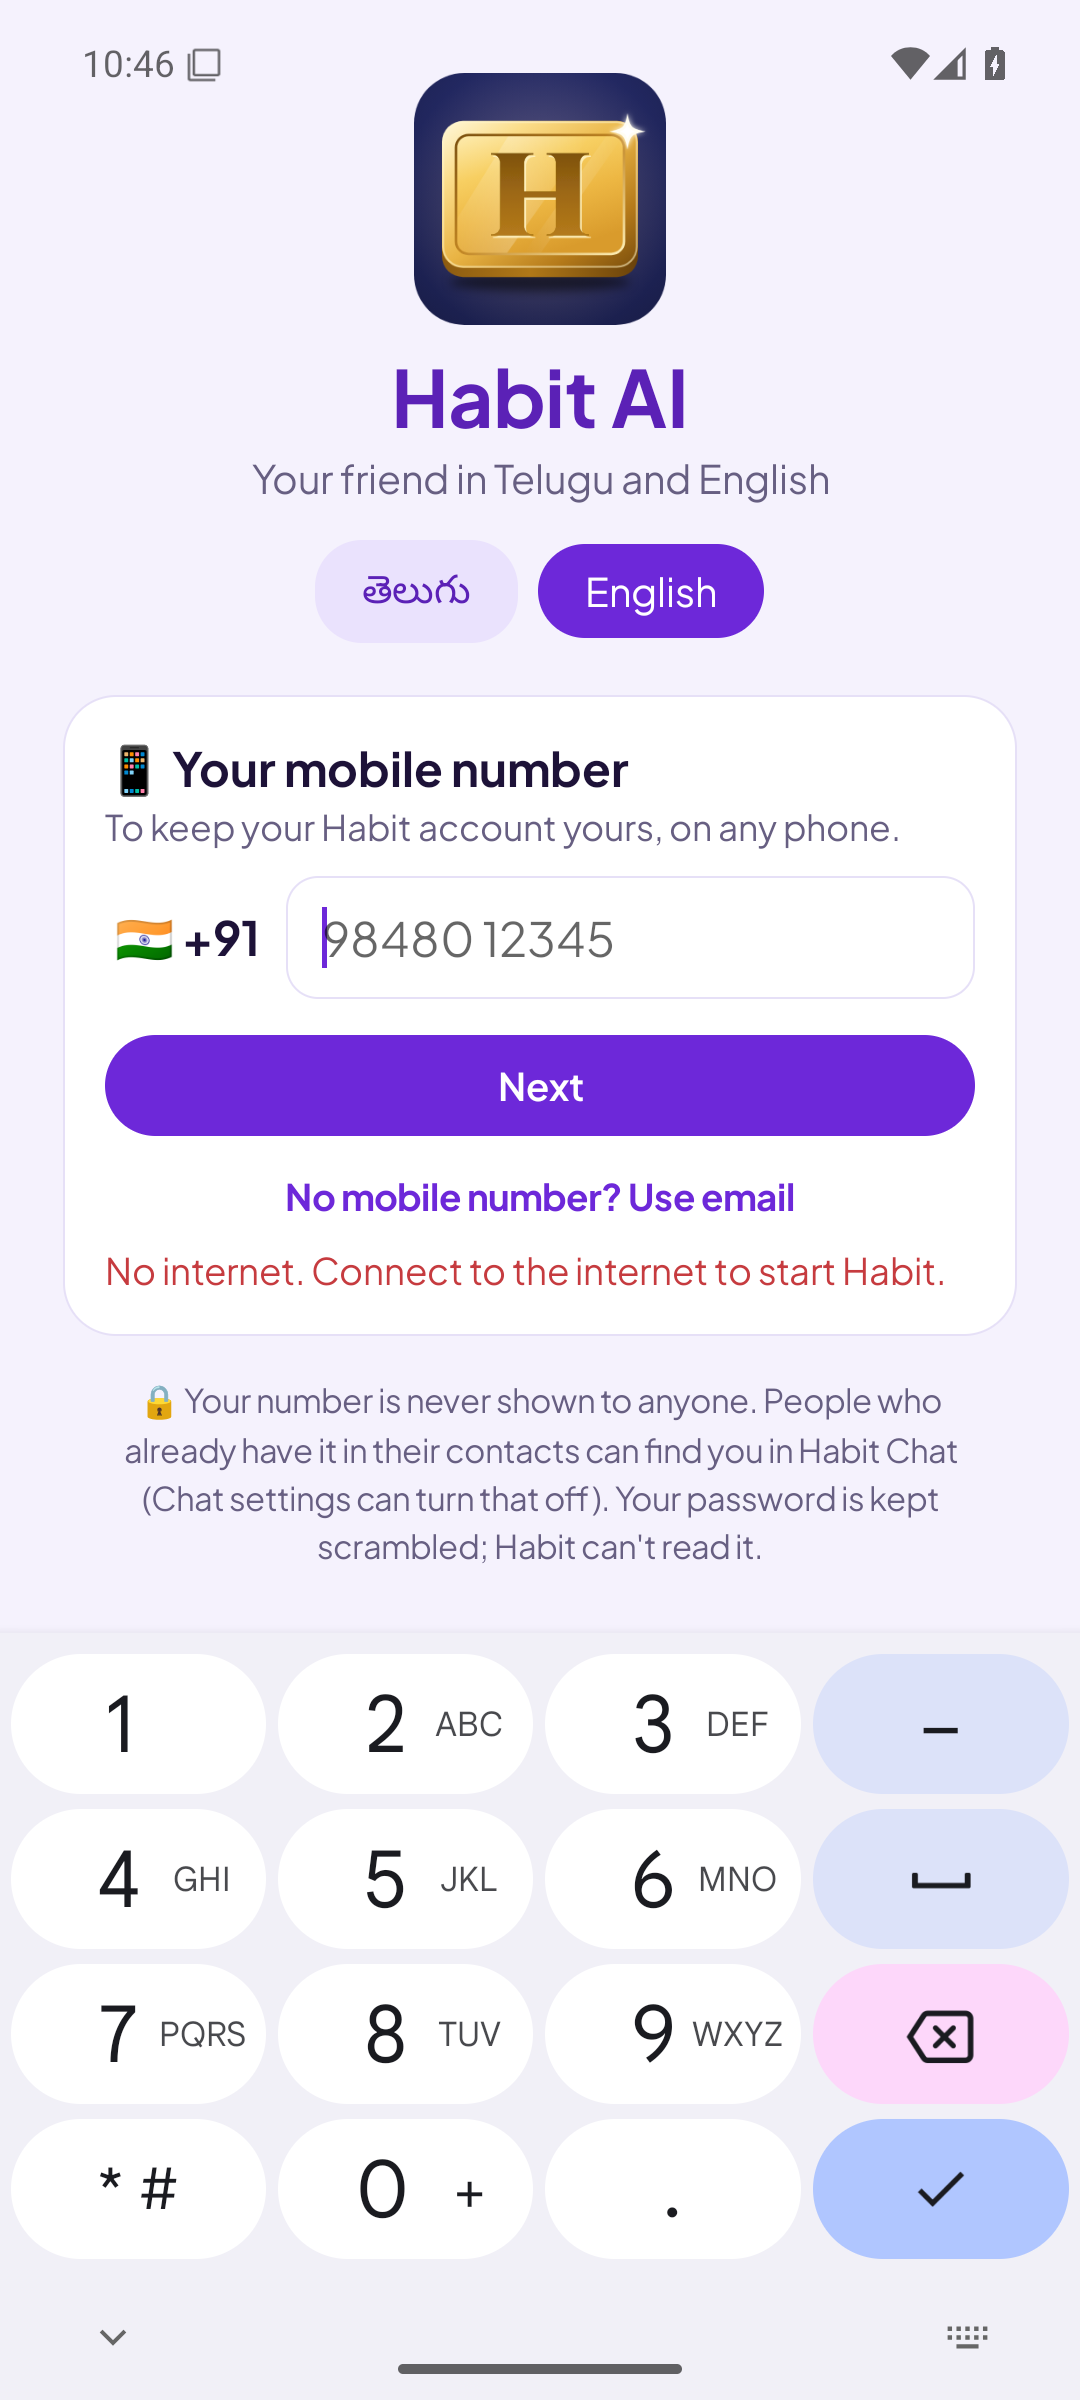 10:46
H
Habit AI
Your friend in Telugu and English
తెలుగు
English
📱 Your mobile number
To keep your Habit account yours, on any phone.
🇮🇳 +91
98480 12345
Next
No mobile number? Use email
No internet. Connect to the internet to start Habit.
🔒 Your number is never shown to anyone. People who
already have it in their contacts can find you in Habit Chat
(Chat settings can turn that off). Your password is kept
scrambled; Habit can't read it.
1
2 ABC
3 DEF
–
4 GHI
5 JKL
6 MNO
7 PQRS
8 TUV
9 WXYZ
* #
0 +
.